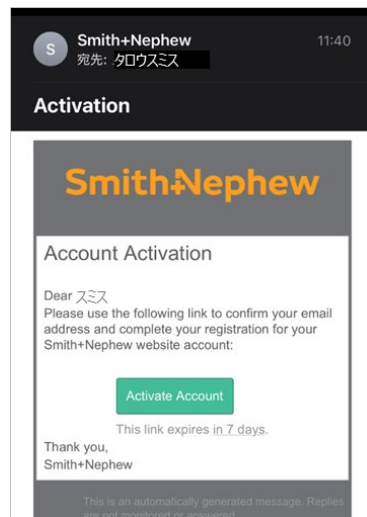 S
Smith+Nephew
11:40
宛先: タロウスミス
Activation
Smith+Nephew
Account Activation
Dear スミス
Please use the following link to confirm your email
address and complete your registration for your
Smith+Nephew website account:
Activate Account
This link expires in 7 days.
Thank you,
Smith+Nephew
This is an automatically generated message. Replies
are not monitored or answered.